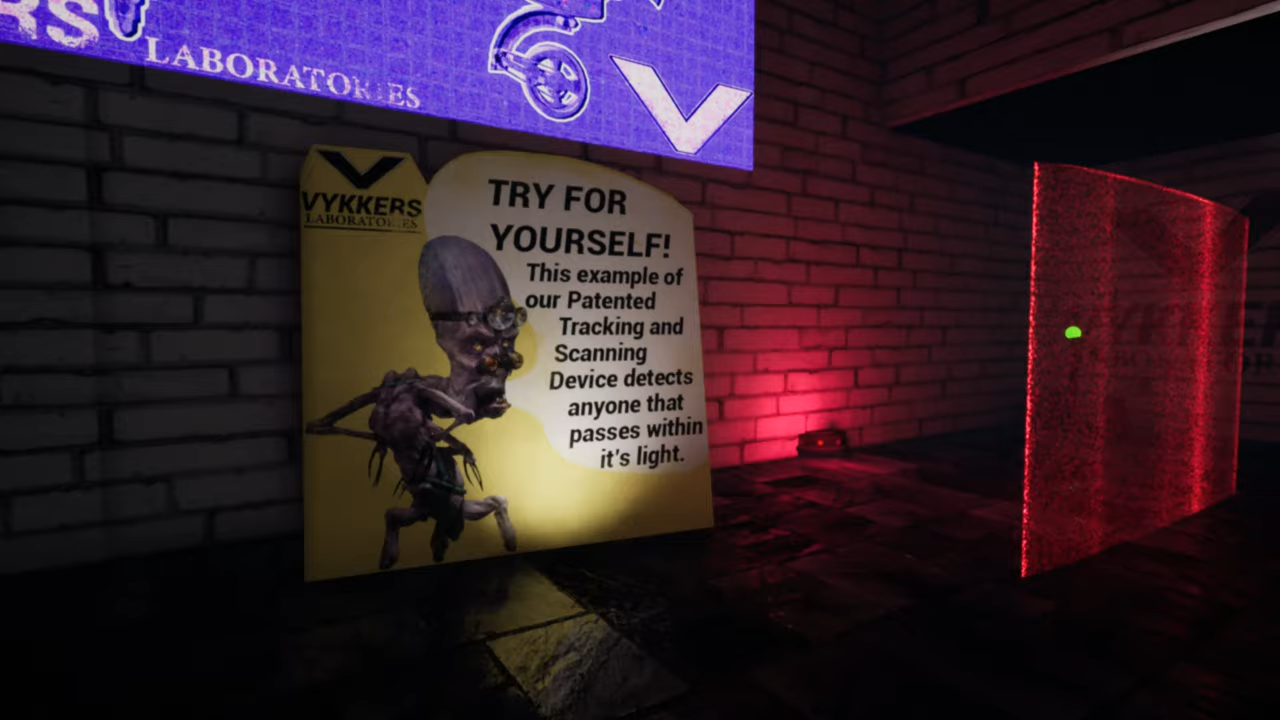 RS
LABORATORIES
VYKKERS
LABORATORIES
TRY FOR
YOURSELF!
This example of
our Patented
Tracking and
Scanning
Device detects
anyone that
passes within
it's light.